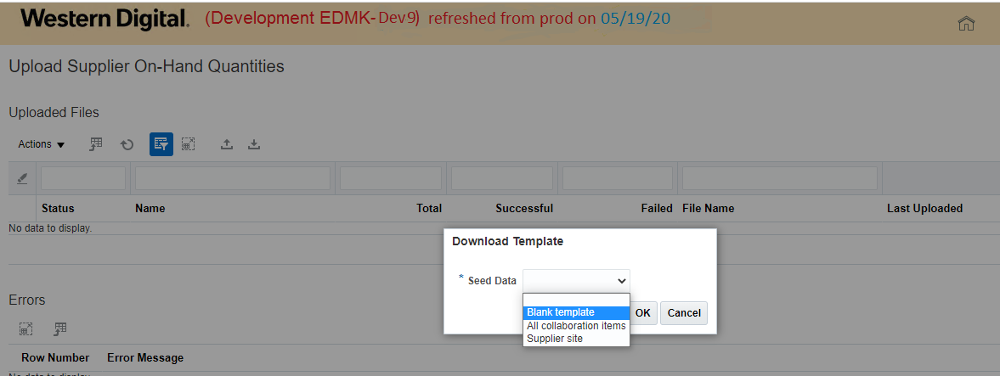 Western Digital. (Development EDMK-Dev9) refreshed from prod on 05/19/20
Upload Supplier On-Hand Quantities
Uploaded Files
Actions
Status Name Total Successful Failed File Name Last Uploaded
No data to display.
Download Template
* Seed Data
Blank template
All collaboration items
Supplier site
OK Cancel
Errors
Row Number Error Message
No data to display